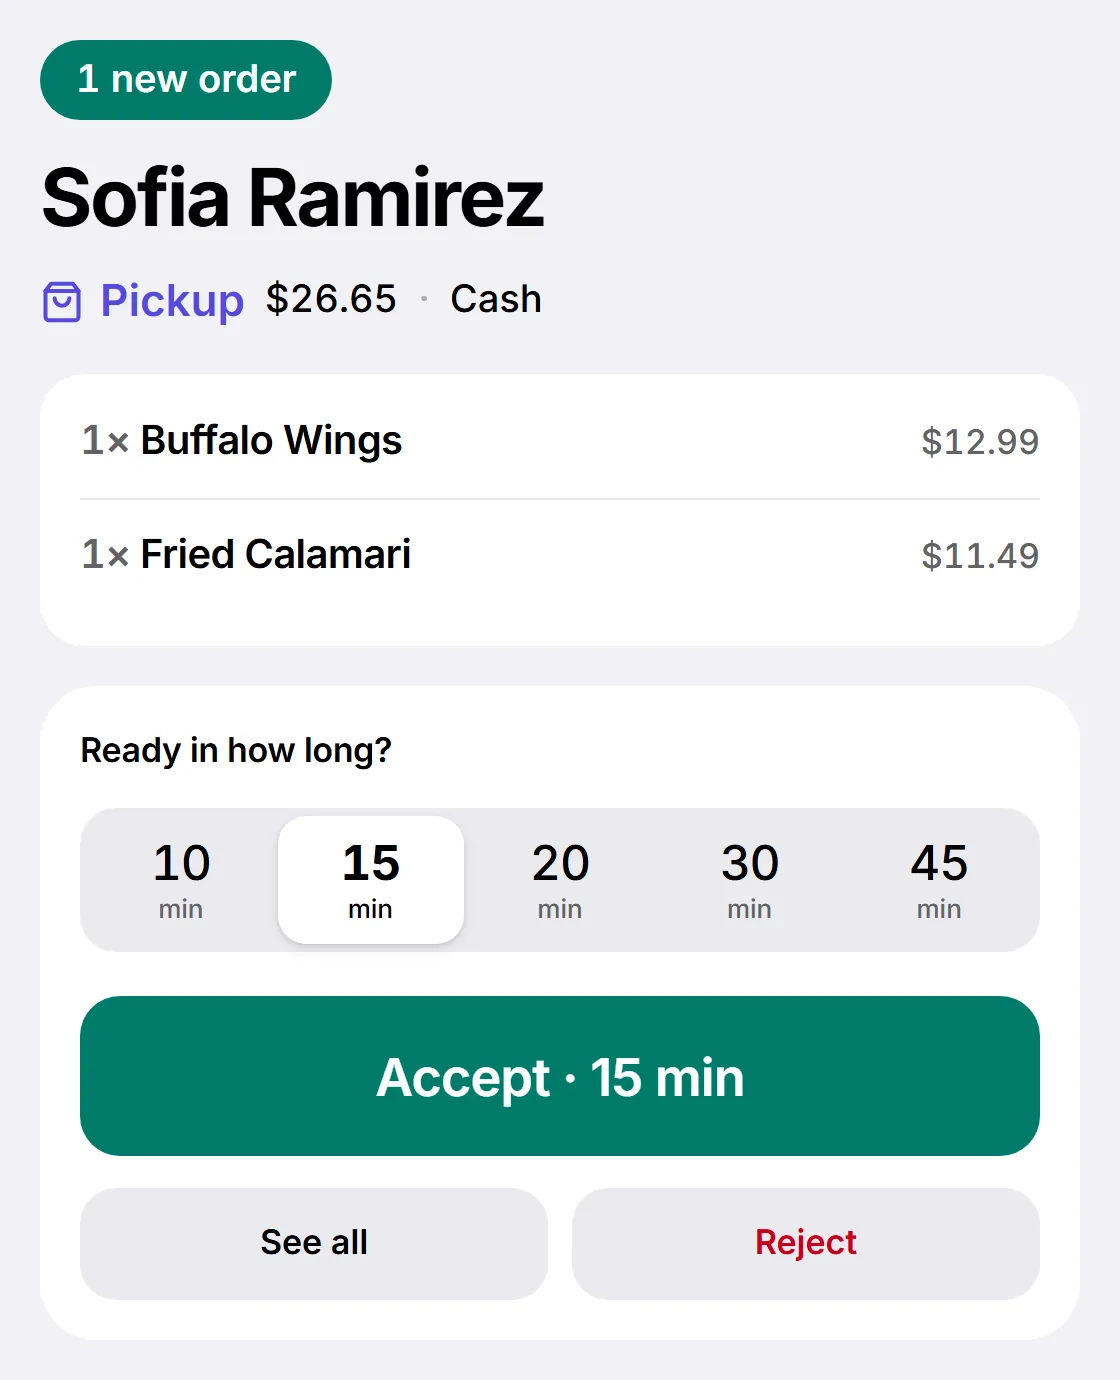 1 new order
Sofia Ramirez
Pickup $26.65 · Cash
1× Buffalo Wings $12.99
1× Fried Calamari $11.49
Ready in how long?
10 15 20 30 45
min min min min min
Accept · 15 min
See all Reject